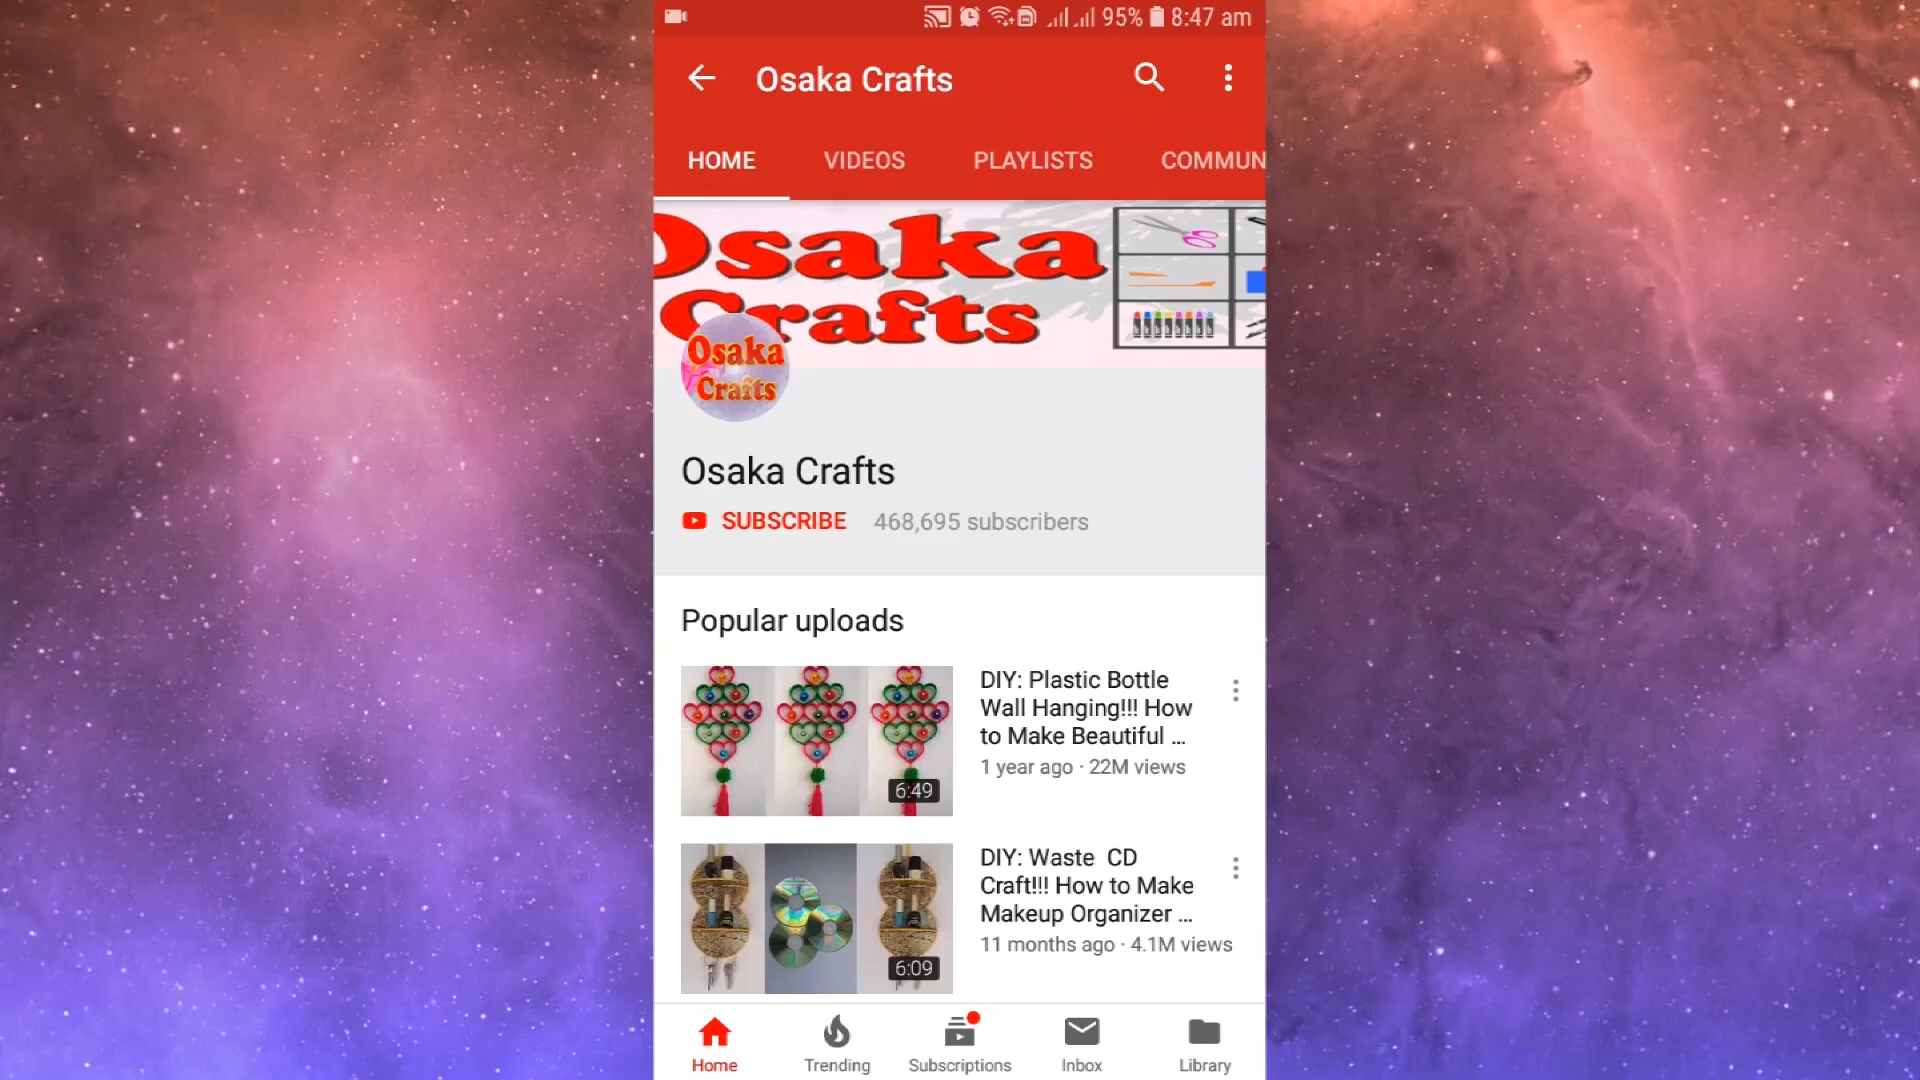 95% 8:47 am
Osaka Crafts
HOME VIDEOS PLAYLISTS COMMUN
Osaka
Crafts
Osaka
Crafts
Osaka Crafts
SUBSCRIBE 468,695 subscribers
Popular uploads
DIY: Plastic Bottle
Wall Hanging!!! How
to Make Beautiful ...
1 year ago · 22M views
6:49
DIY: Waste CD
Craft!!! How to Make
Makeup Organizer ...
11 months ago · 4.1M views
6:09
Home Trending Subscriptions Inbox Library